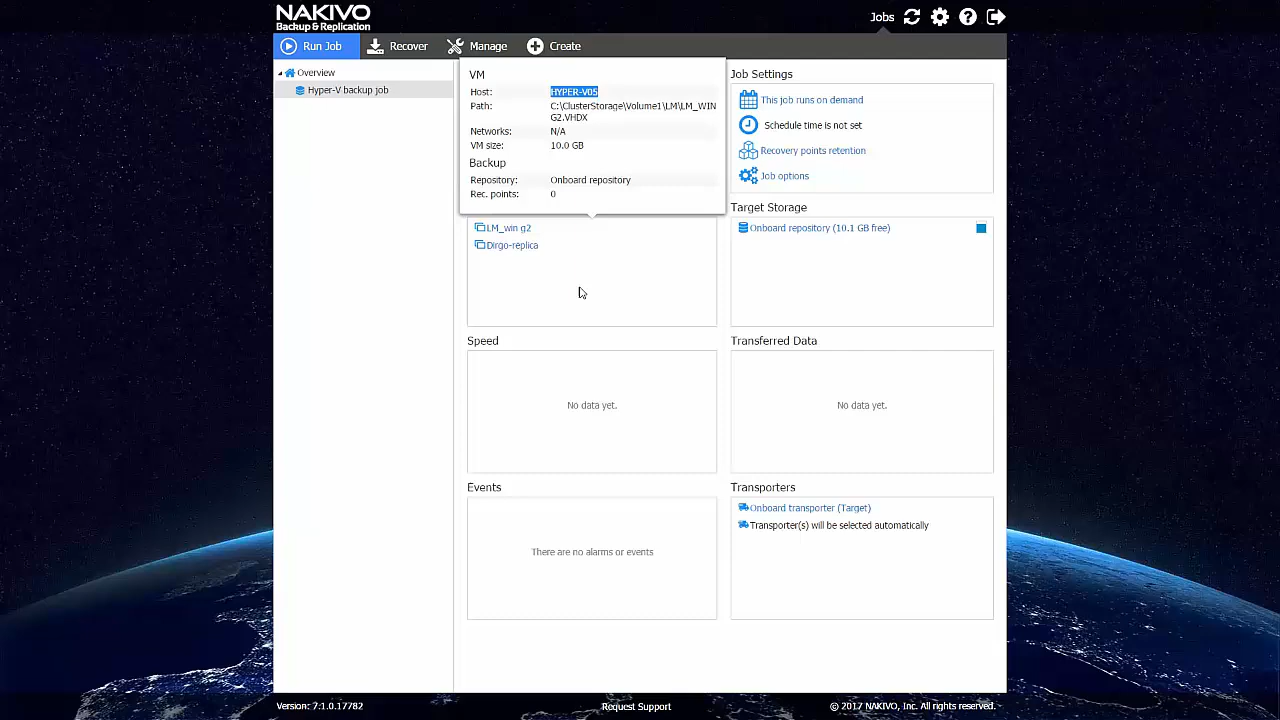 NAKIVO
Backup & Replication
Jobs
Run Job
Recover
Manage
Create
Overview
Hyper-V backup job
VM
Host: HYPER-V05
Path: C:\ClusterStorage\Volume1\LM\LM_WIN
G2.VHDX
Networks: N/A
VM size: 10.0 GB
Backup
Repository: Onboard repository
Rec. points: 0
LM_win g2
Dirgo-replica
Job Settings
This job runs on demand
Schedule time is not set
Recovery points retention
Job options
Target Storage
Onboard repository (10.1 GB free)
Speed
No data yet.
Transferred Data
No data yet.
Events
There are no alarms or events
Transporters
Onboard transporter (Target)
Transporter(s) will be selected automatically
Version: 7.1.0.17782
Request Support
© 2017 NAKIVO, Inc. All rights reserved.